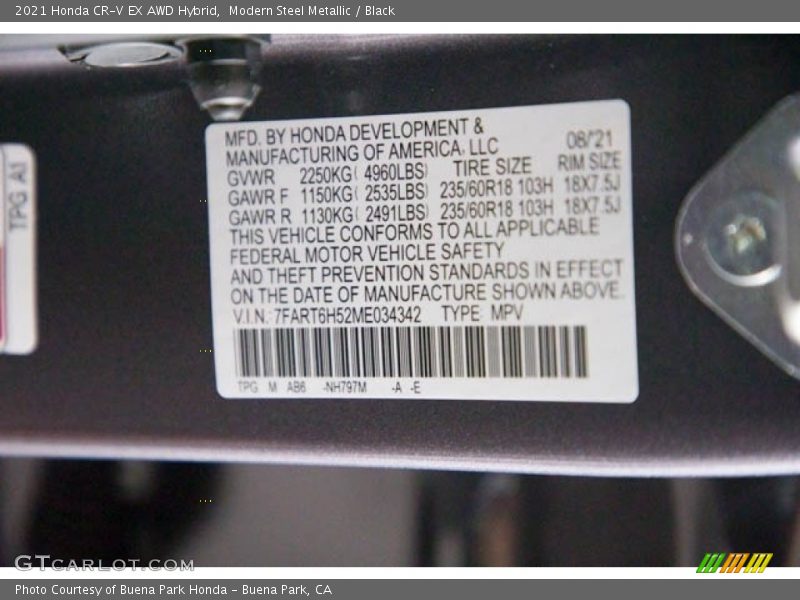 2021 Honda CR-V EX AWD Hybrid,  Modern Steel Metallic / Black
TPG A1
MFD. BY HONDA DEVELOPMENT &
MANUFACTURING OF AMERICA, LLC 08/21
GVWR 2250KG( 4960LBS) TIRE SIZE RIM SIZE
GAWR F 1150KG( 2535LBS) 235/60R18 103H 18X7.5J
GAWR R 1130KG( 2491LBS) 235/60R18 103H 18X7.5J
THIS VEHICLE CONFORMS TO ALL APPLICABLE
FEDERAL MOTOR VEHICLE SAFETY
AND THEFT PREVENTION STANDARDS IN EFFECT
ON THE DATE OF MANUFACTURE SHOWN ABOVE.
V.I.N.: 7FART6H52ME034342 TYPE: MPV
TPG M AB6 -NH797M -A -E
GTCARLOT.COM
Photo Courtesy of Buena Park Honda - Buena Park, CA